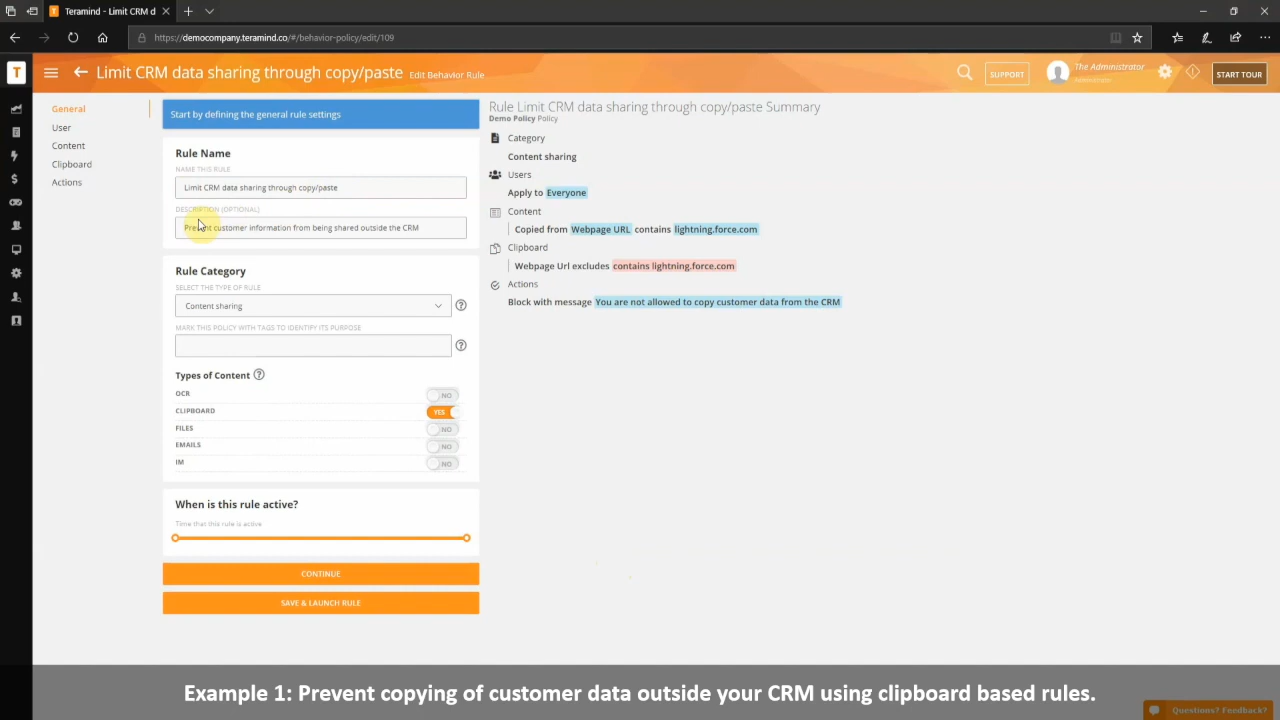 Teramind - Limit CRM d
https://democompany.teramind.co/#/behavior-policy/edit/109
T
Limit CRM data sharing through copy/paste Edit Behavior Rule
SUPPORT
The Administrator
START TOUR
General
User
Content
Clipboard
Actions
Start by defining the general rule settings
Rule Name
NAME THIS RULE
Limit CRM data sharing through copy/paste
DESCRIPTION (OPTIONAL)
Prevent customer information from being shared outside the CRM
Rule Category
SELECT THE TYPE OF RULE
Content sharing
MARK THIS POLICY WITH TAGS TO IDENTIFY ITS PURPOSE
Types of Content
OCR NO
CLIPBOARD YES
FILES NO
EMAILS NO
IM NO
When is this rule active?
Time that this rule is active
CONTINUE
SAVE & LAUNCH RULE
Rule Limit CRM data sharing through copy/paste Summary
Demo Policy Policy
Category
Content sharing
Users
Apply to Everyone
Content
Copied from Webpage URL contains lightning.force.com
Clipboard
Webpage Url excludes contains lightning.force.com
Actions
Block with message You are not allowed to copy customer data from the CRM
Example 1: Prevent copying of customer data outside your CRM using clipboard based rules.
Questions? Feedback?